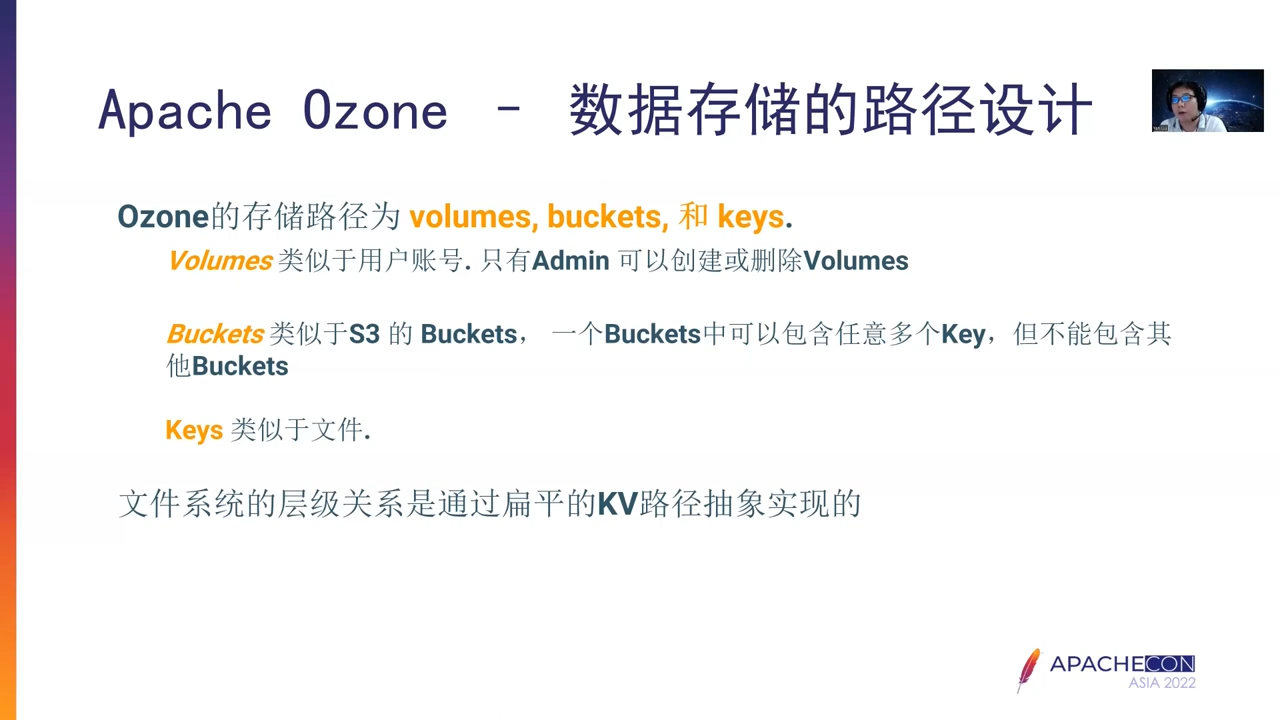 Apache Ozone - 数据存储的路径设计
Ozone的存储路径为 volumes, buckets, 和 keys.
Volumes 类似于用户账号. 只有Admin 可以创建或删除Volumes
Buckets 类似于S3 的 Buckets， 一个Buckets中可以包含任意多个Key，但不能包含其
他Buckets
Keys 类似于文件.
文件系统的层级关系是通过扁平的KV路径抽象实现的
APACHECON
ASIA 2022